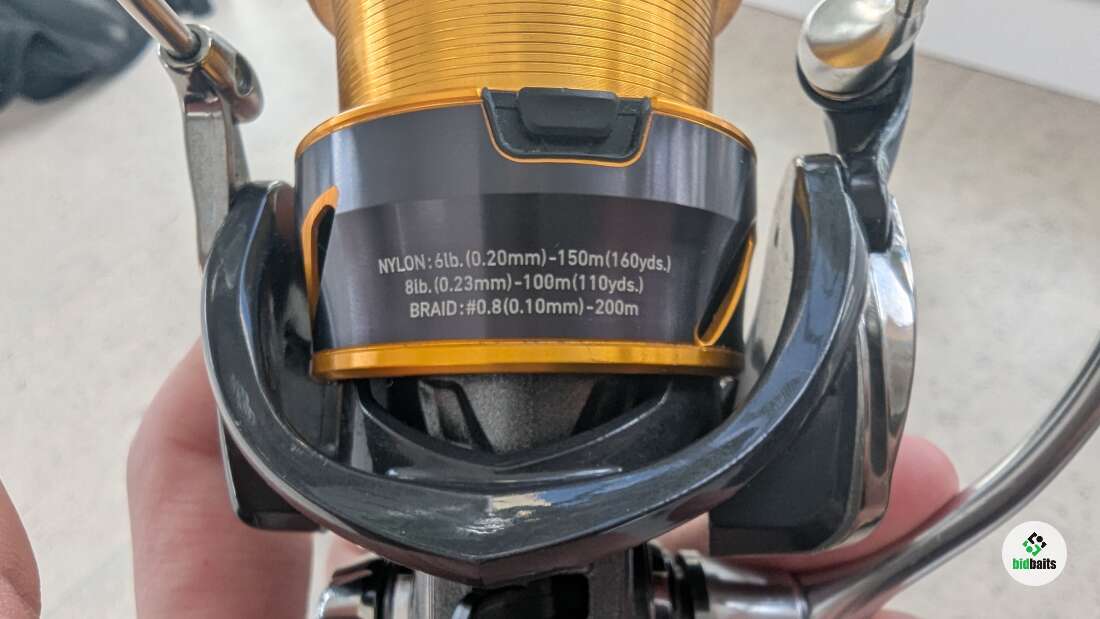 NYLON:6lb.(0.20mm)-150m(160yds.)
8lb.(0.23mm)-100m(110yds.)
BRAID:#0.8(0.10mm)-200m
bidbaits